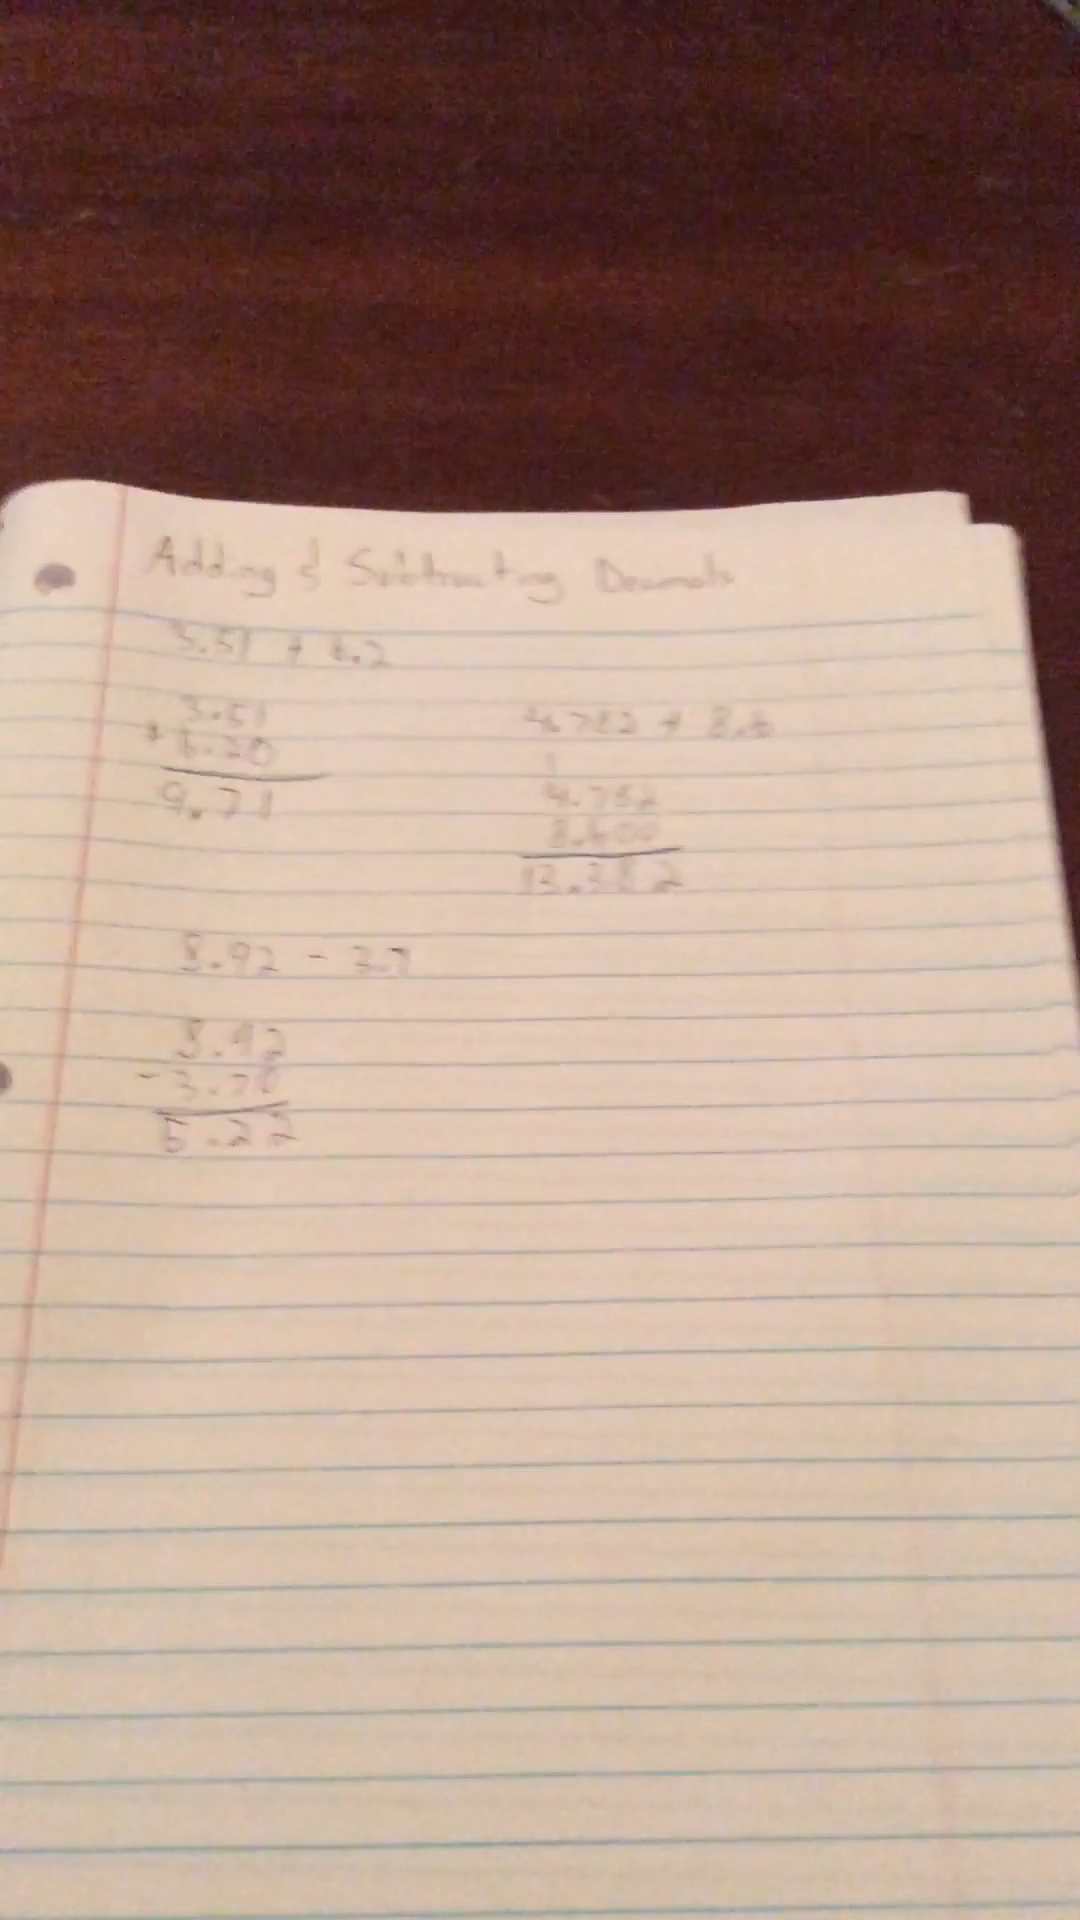 Adding & Subtracting Decimals
3.51 + 6.2
3.51
+ 6.20
9.71
4.782 + 8.6
1
4.782
8.600
13.382
8.92 - 3.7
8.92
- 3.70
5.22